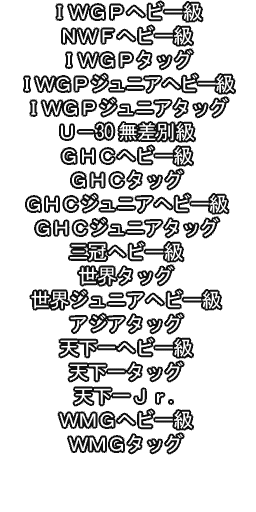 ＩＷＧＰヘビー級
ＮＷＦヘビー級
ＩＷＧＰタッグ
ＩＷＧＰジュニアヘビー級
ＩＷＧＰジュニアタッグ
Ｕ－30無差別級
ＧＨＣヘビー級
ＧＨＣタッグ
ＧＨＣジュニアヘビー級
ＧＨＣジュニアタッグ
三冠ヘビー級
世界タッグ
世界ジュニアヘビー級
アジアタッグ
天下一ヘビー級
天下一タッグ
天下一Ｊｒ．
ＷＭＧヘビー級
ＷＭＧタッグ